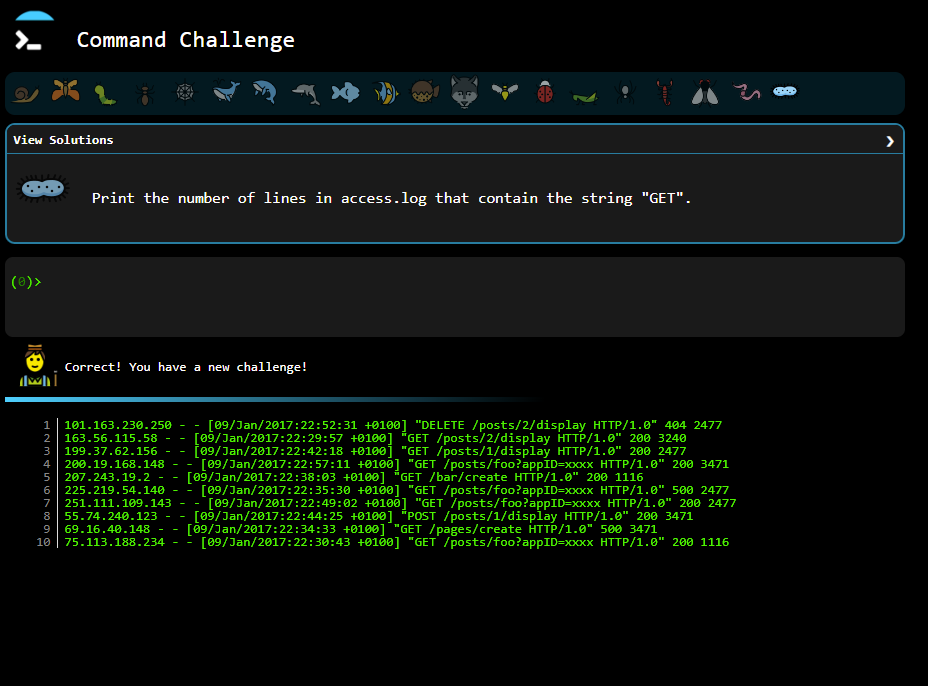 Command Challenge
View Solutions
Print the number of lines in access.log that contain the string "GET".
(0)>
Correct! You have a new challenge!
1 101.163.230.250 - - [09/Jan/2017:22:52:31 +0100] "DELETE /posts/2/display HTTP/1.0" 404 2477
2 163.56.115.58 - - [09/Jan/2017:22:29:57 +0100] "GET /posts/2/display HTTP/1.0" 200 3240
3 199.37.62.156 - - [09/Jan/2017:22:42:18 +0100] "GET /posts/1/display HTTP/1.0" 200 2477
4 200.19.168.148 - - [09/Jan/2017:22:57:11 +0100] "GET /posts/foo?appID=xxxx HTTP/1.0" 200 3471
5 207.243.19.2 - - [09/Jan/2017:22:38:03 +0100] "GET /bar/create HTTP/1.0" 200 1116
6 225.219.54.140 - - [09/Jan/2017:22:35:30 +0100] "GET /posts/foo?appID=xxxx HTTP/1.0" 500 2477
7 251.111.109.143 - - [09/Jan/2017:22:49:02 +0100] "GET /posts/foo?appID=xxxx HTTP/1.0" 200 2477
8 55.74.240.123 - - [09/Jan/2017:22:44:25 +0100] "POST /posts/1/display HTTP/1.0" 200 3471
9 69.16.40.148 - - [09/Jan/2017:22:34:33 +0100] "GET /pages/create HTTP/1.0" 500 3471
10 75.113.188.234 - - [09/Jan/2017:22:30:43 +0100] "GET /posts/foo?appID=xxxx HTTP/1.0" 200 1116